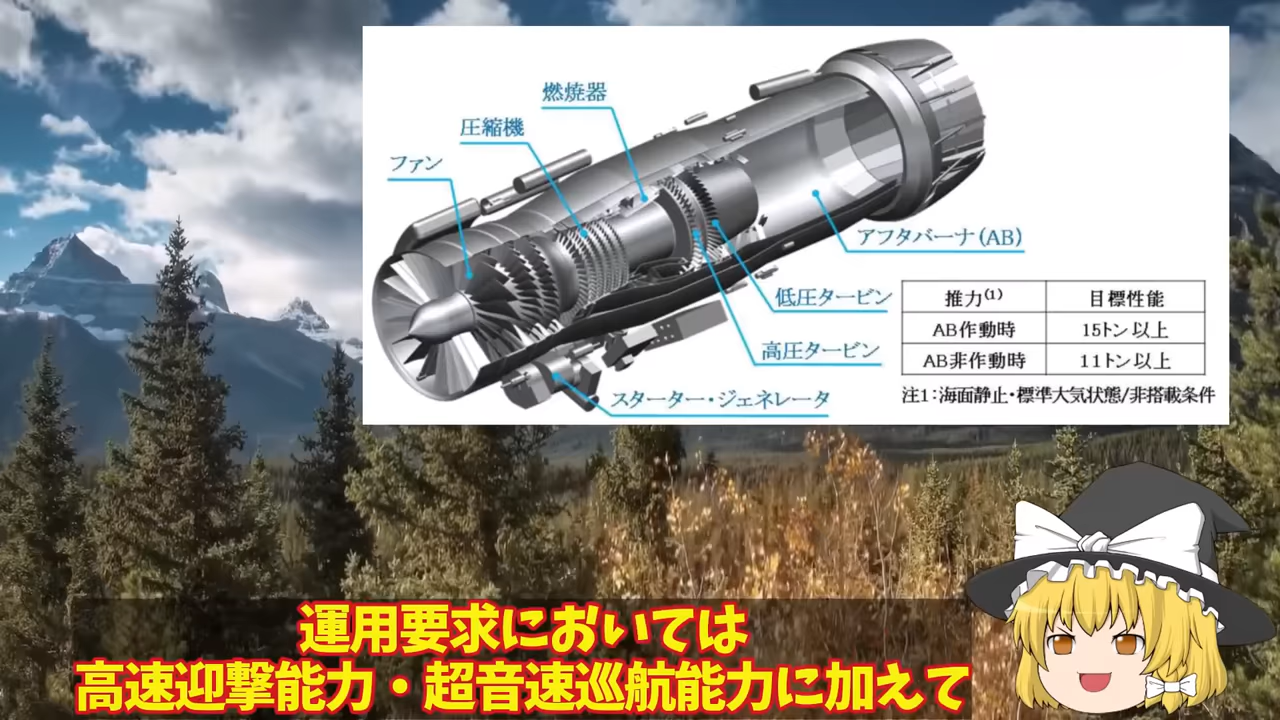 燃焼器
圧縮機
ファン
アフタバーナ(AB)
低圧タービン
高圧タービン
スターター・ジェネレータ
推力(1) 目標性能
AB作動時 15トン以上
AB非作動時 11トン以上
注1:海面静止・標準大気状態/非搭載条件
運用要求においては
高速迎撃能力・超音速巡航能力に加えて